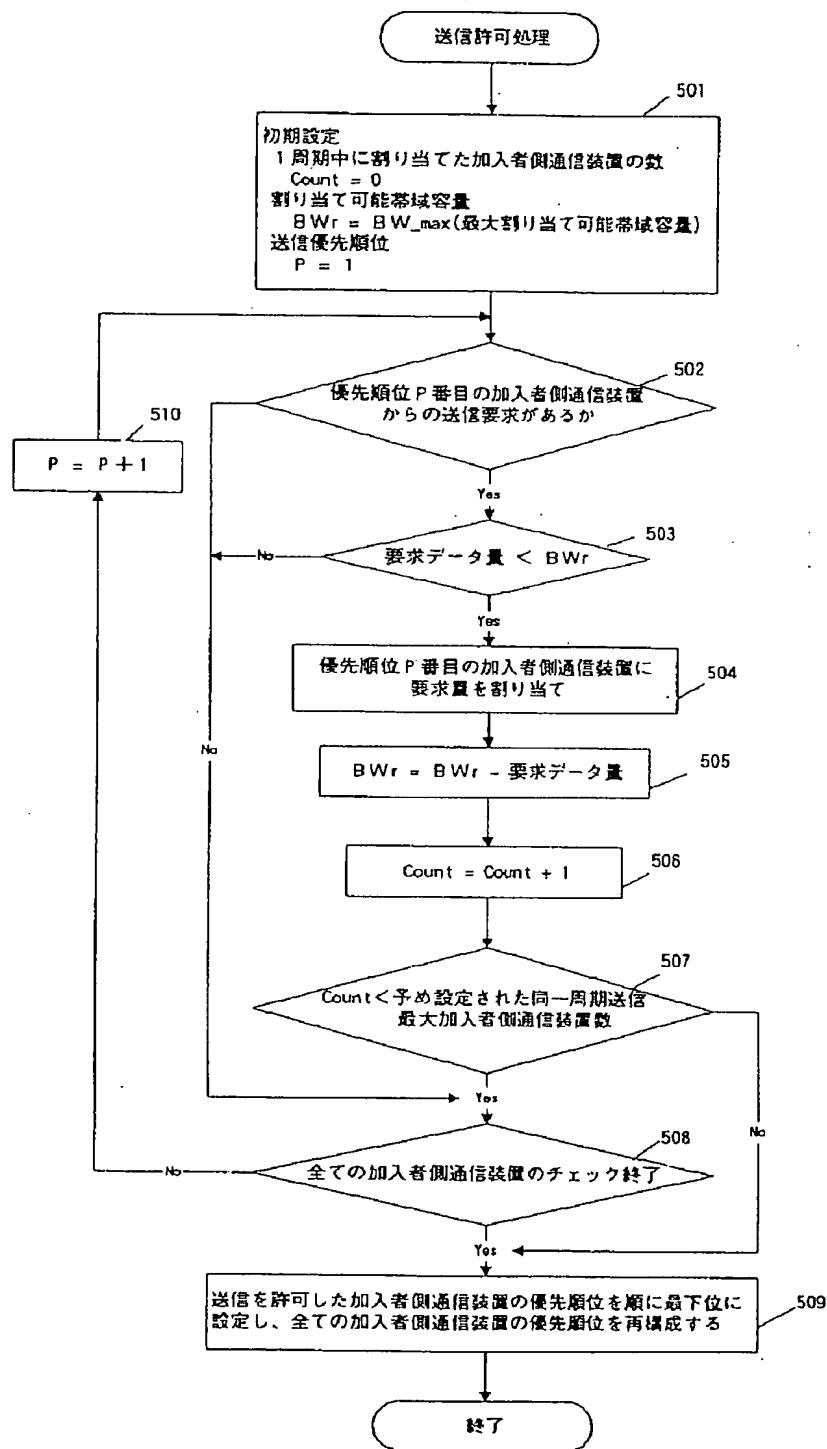 送信許可処理
501
初期設定
1周期中に割り当てた加入者側通信装置の数
Count = 0
割り当て可能帯域容量
BWr = BW_max(最大割り当て可能帯域容量)
送信優先順位
P = 1
502
優先順位P番目の加入者側通信装置
からの送信要求があるか
510
P = P + 1
Yes
503
要求データ量 < BWr
No
Yes
優先順位P番目の加入者側通信装置に
要求量を割り当て
504
No
BWr = BWr - 要求データ量
505
Count = Count + 1
506
507
Count<予め設定された同一周期送信
最大加入者側通信装置数
Yes
No
508
全ての加入者側通信装置のチェック終了
No
Yes
送信を許可した加入者側通信装置の優先順位を順に最下位に
設定し、全ての加入者側通信装置の優先順位を再構成する
509
終了